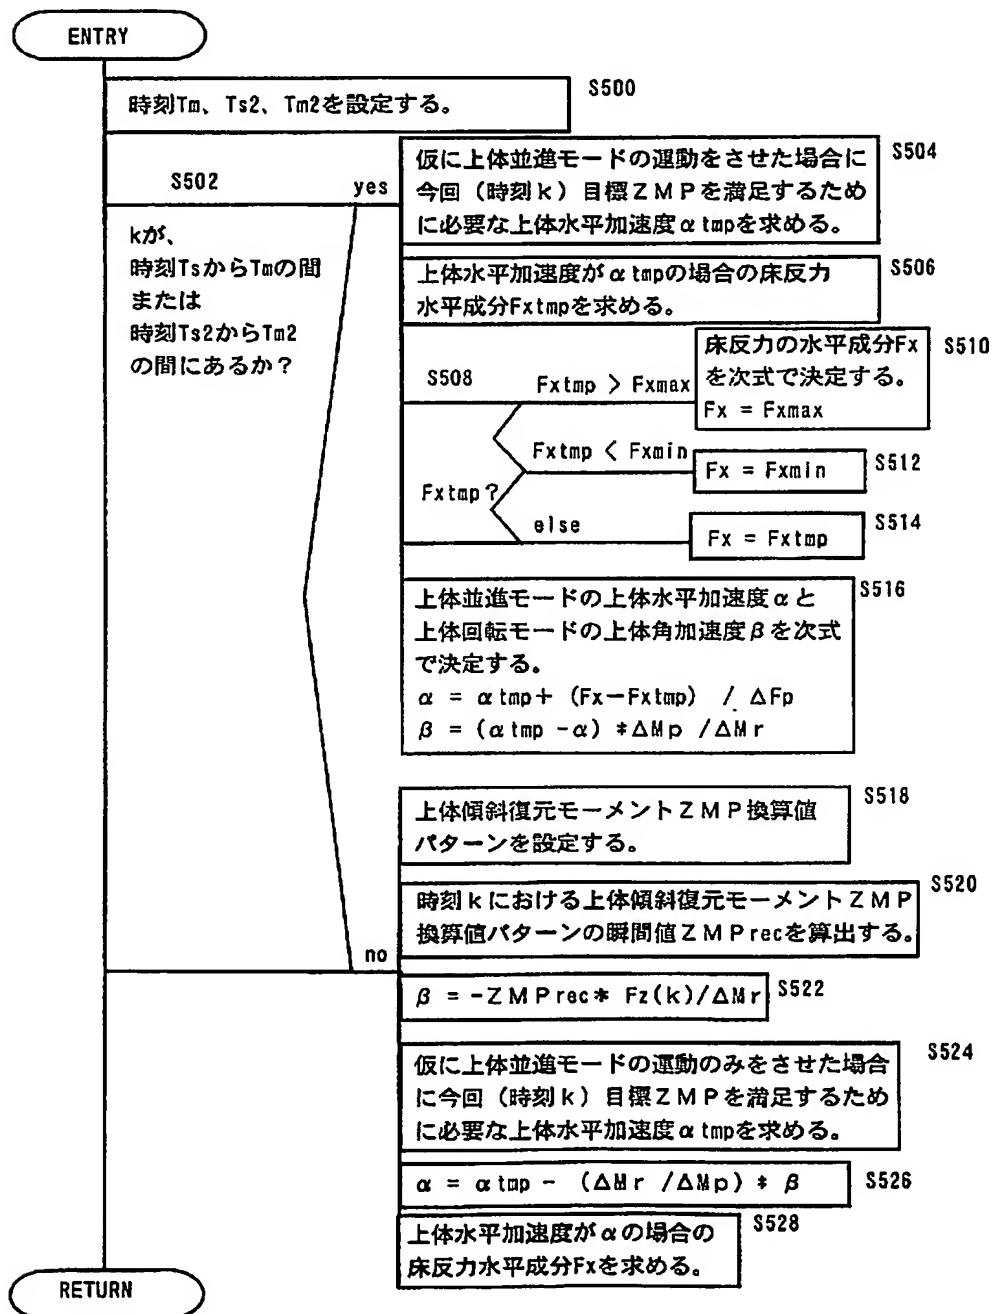 ENTRY
時刻Tm、Ts2、Tm2を設定する。
S500
S502
yes
kが、
時刻TsからTmの間
または
時刻Ts2からTm2
の間にあるか？
仮に上体並進モードの運動をさせた場合に
今回（時刻k）目標ZMPを満足するため
に必要な上体水平加速度αtmpを求める。
S504
上体水平加速度がαtmpの場合の床反力
水平成分Fxtmpを求める。
S506
S508
Fxtmp？
Fxtmp > Fxmax
床反力の水平成分Fx
を次式で決定する。
Fx = Fxmax
S510
Fxtmp < Fxmin
Fx = Fxmin
S512
else
Fx = Fxtmp
S514
上体並進モードの上体水平加速度αと
上体回転モードの上体角加速度βを次式
で決定する。
α = αtmp+ (Fx-Fxtmp) / ΔFp
β = (αtmp -α) *ΔMp /ΔMr
S516
no
上体傾斜復元モーメントZMP換算値
パターンを設定する。
S518
時刻kにおける上体傾斜復元モーメントZMP
換算値パターンの瞬間値ZMPrecを算出する。
S520
β = -ZMPrec* Fz(k)/ΔMr
S522
仮に上体並進モードの運動のみをさせた場合
に今回（時刻k）目標ZMPを満足するため
に必要な上体水平加速度αtmpを求める。
S524
α = αtmp - (ΔMr /ΔMp) * β
S526
上体水平加速度がαの場合の
床反力水平成分Fxを求める。
S528
RETURN